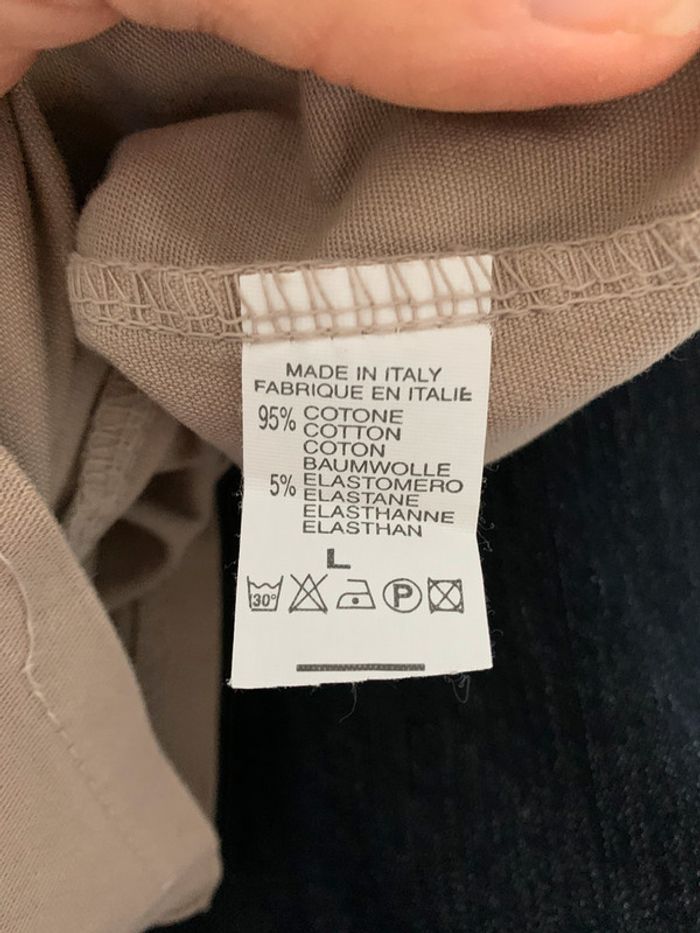 MADE IN ITALY
FABRIQUE EN ITALIE
95% COTONE
COTTON
COTON
BAUMWOLLE
5% ELASTOMERO
ELASTANE
ELASTHANNE
ELASTHAN
L
30° P